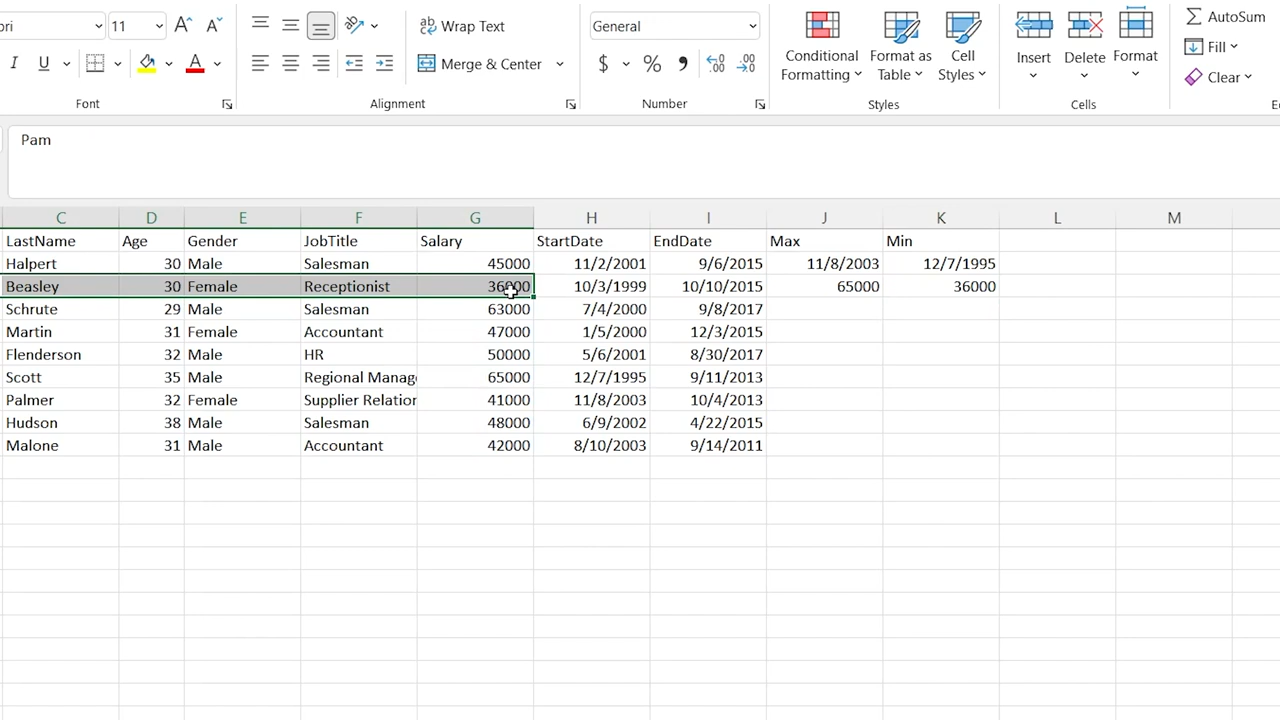 ori 11 Wrap Text General Conditional Formatting Format as Table Cell Styles Insert Delete Format AutoSum
I U A Merge & Center $ % Fill
Clear
Font Alignment Number Styles Cells
Pam
C D E F G H I J K L M
LastName Age Gender JobTitle Salary StartDate EndDate Max Min
Halpert 30 Male Salesman 45000 11/2/2001 9/6/2015 11/8/2003 12/7/1995
Beasley 30 Female Receptionist 36000 10/3/1999 10/10/2015 65000 36000
Schrute 29 Male Salesman 63000 7/4/2000 9/8/2017
Martin 31 Female Accountant 47000 1/5/2000 12/3/2015
Flenderson 32 Male HR 50000 5/6/2001 8/30/2017
Scott 35 Male Regional Manag 65000 12/7/1995 9/11/2013
Palmer 32 Female Supplier Relation 41000 11/8/2003 10/4/2013
Hudson 38 Male Salesman 48000 6/9/2002 4/22/2015
Malone 31 Male Accountant 42000 8/10/2003 9/14/2011